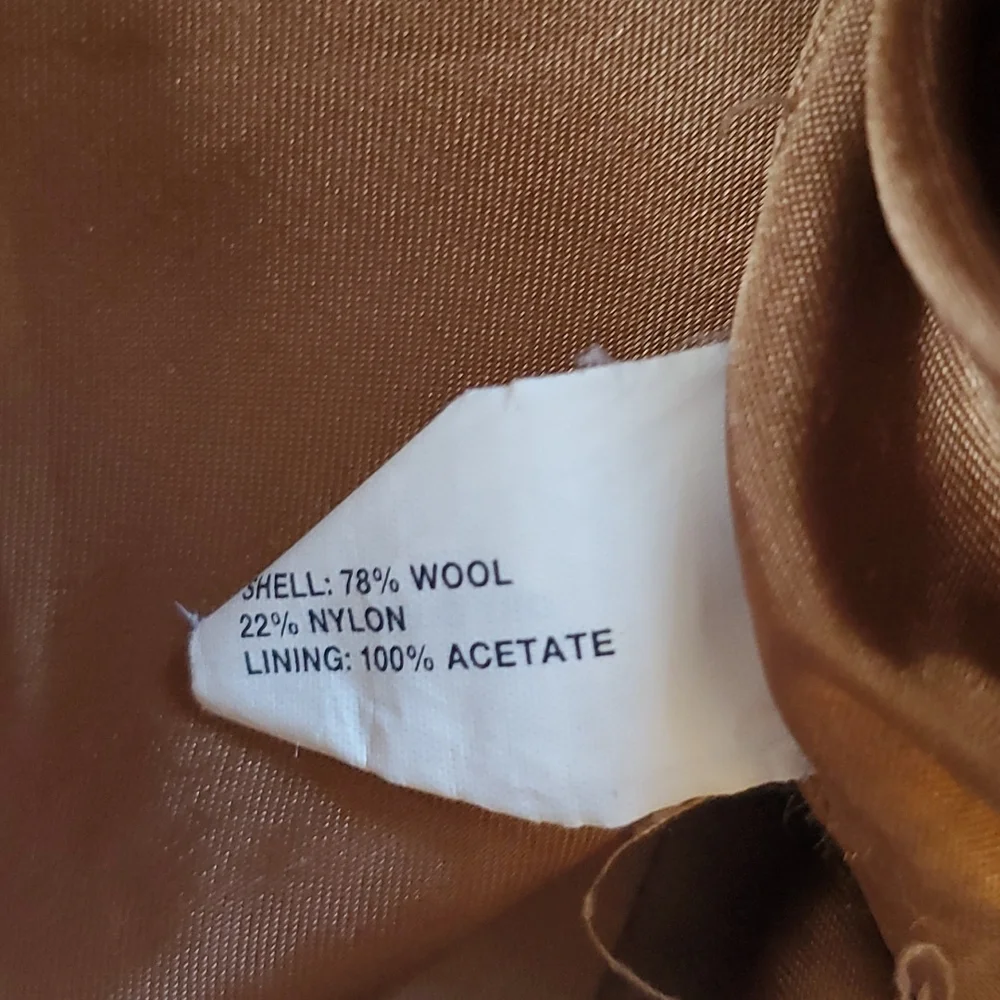 SHELL: 78% WOOL
22% NYLON
LINING: 100% ACETATE